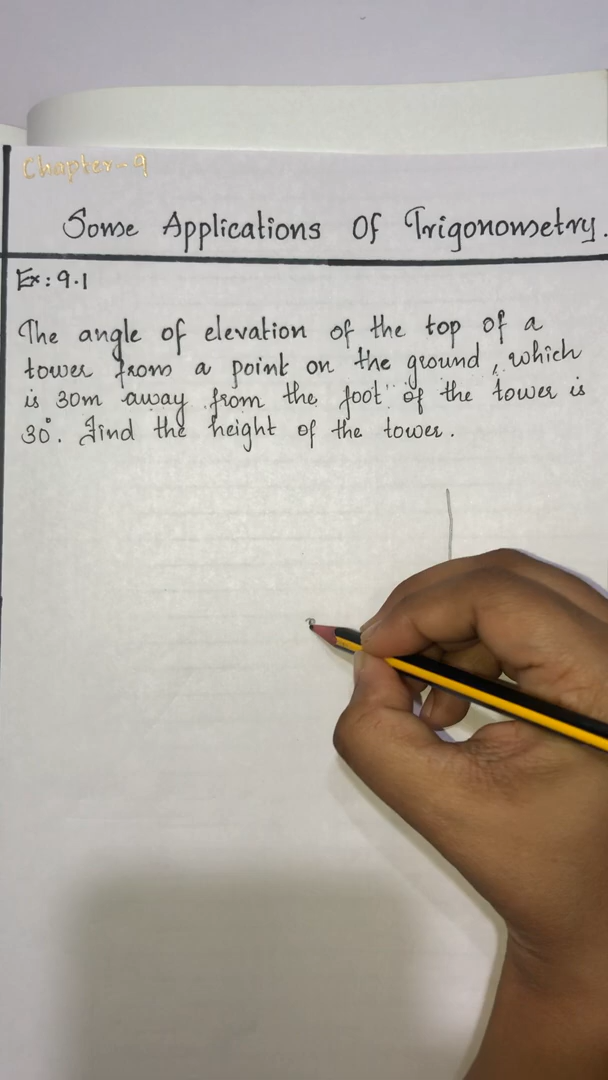 Chapter-9
Some Applications Of Trigonometry.
Ex: 9.1
The angle of elevation of the top of a
tower from a point on the ground, which
is 30m away from the foot of the tower is
30°. Find the height of the tower.